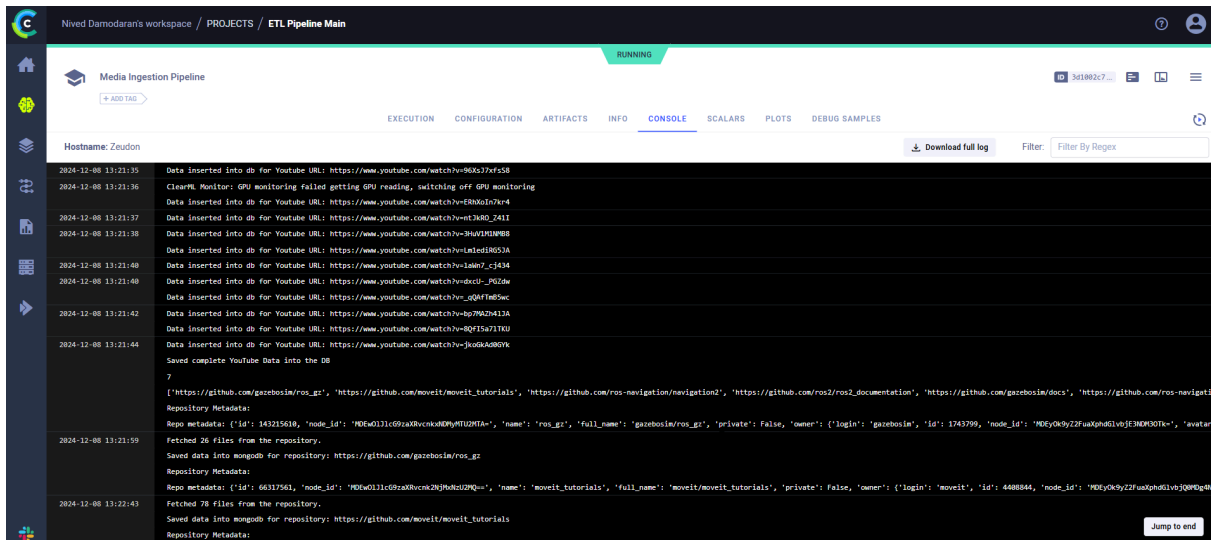 Nived Damodaran's workspace / PROJECTS / ETL Pipeline Main
RUNNING
Media Ingestion Pipeline
ID 3d1002c7...
+ ADD TAG
EXECUTION CONFIGURATION ARTIFACTS INFO CONSOLE SCALARS PLOTS DEBUG SAMPLES
Hostname: Zeudon
Download full log
Filter: Filter By Regex
2024-12-08 13:21:35 Data inserted into db for Youtube URL: https://www.youtube.com/watch?v=96XsJ7xfsS8
2024-12-08 13:21:36 ClearML Monitor: GPU monitoring failed getting GPU reading, switching off GPU monitoring
Data inserted into db for Youtube URL: https://www.youtube.com/watch?v=ERhXoIn7kr4
2024-12-08 13:21:37 Data inserted into db for Youtube URL: https://www.youtube.com/watch?v=ntJkRO_Z41I
2024-12-08 13:21:38 Data inserted into db for Youtube URL: https://www.youtube.com/watch?v=3HuV1M1NMB8
Data inserted into db for Youtube URL: https://www.youtube.com/watch?v=Lm1ediRG5JA
2024-12-08 13:21:40 Data inserted into db for Youtube URL: https://www.youtube.com/watch?v=1aWn7_cj434
2024-12-08 13:21:40 Data inserted into db for Youtube URL: https://www.youtube.com/watch?v=dxcU-_PGZdw
Data inserted into db for Youtube URL: https://www.youtube.com/watch?v=_qQAfTmB5wc
2024-12-08 13:21:42 Data inserted into db for Youtube URL: https://www.youtube.com/watch?v=bp7MAZh41JA
Data inserted into db for Youtube URL: https://www.youtube.com/watch?v=8QfI5a71TKU
2024-12-08 13:21:44 Data inserted into db for Youtube URL: https://www.youtube.com/watch?v=jkoGkAd0GYk
Saved complete YouTube Data into the DB
7
['https://github.com/gazebosim/ros_gz', 'https://github.com/moveit/moveit_tutorials', 'https://github.com/ros-navigation/navigation2', 'https://github.com/ros2/ros2_documentation', 'https://github.com/gazebosim/docs', 'https://github.com/ros-navigati
Repository Metadata:
Repo metadata: {'id': 143215610, 'node_id': 'MDEwOlJlcG9zaXRvcnkxNDMyMTU2MTA=', 'name': 'ros_gz', 'full_name': 'gazebosim/ros_gz', 'private': False, 'owner': {'login': 'gazebosim', 'id': 1743799, 'node_id': 'MDEyOk9yZ2FuaXphdGlvbjE3NDM3OTk=', 'avatar
2024-12-08 13:21:59 Fetched 26 files from the repository.
Saved data into mongodb for repository: https://github.com/gazebosim/ros_gz
Repository Metadata:
Repo metadata: {'id': 66317561, 'node_id': 'MDEwOlJlcG9zaXRvcnk2NjMxNzU2MQ==', 'name': 'moveit_tutorials', 'full_name': 'moveit/moveit_tutorials', 'private': False, 'owner': {'login': 'moveit', 'id': 4408844, 'node_id': 'MDEyOk9yZ2FuaXphdGlvbjQ0MDg4N
2024-12-08 13:22:43 Fetched 78 files from the repository.
Saved data into mongodb for repository: https://github.com/moveit/moveit_tutorials
Repository Metadata:
Jump to end